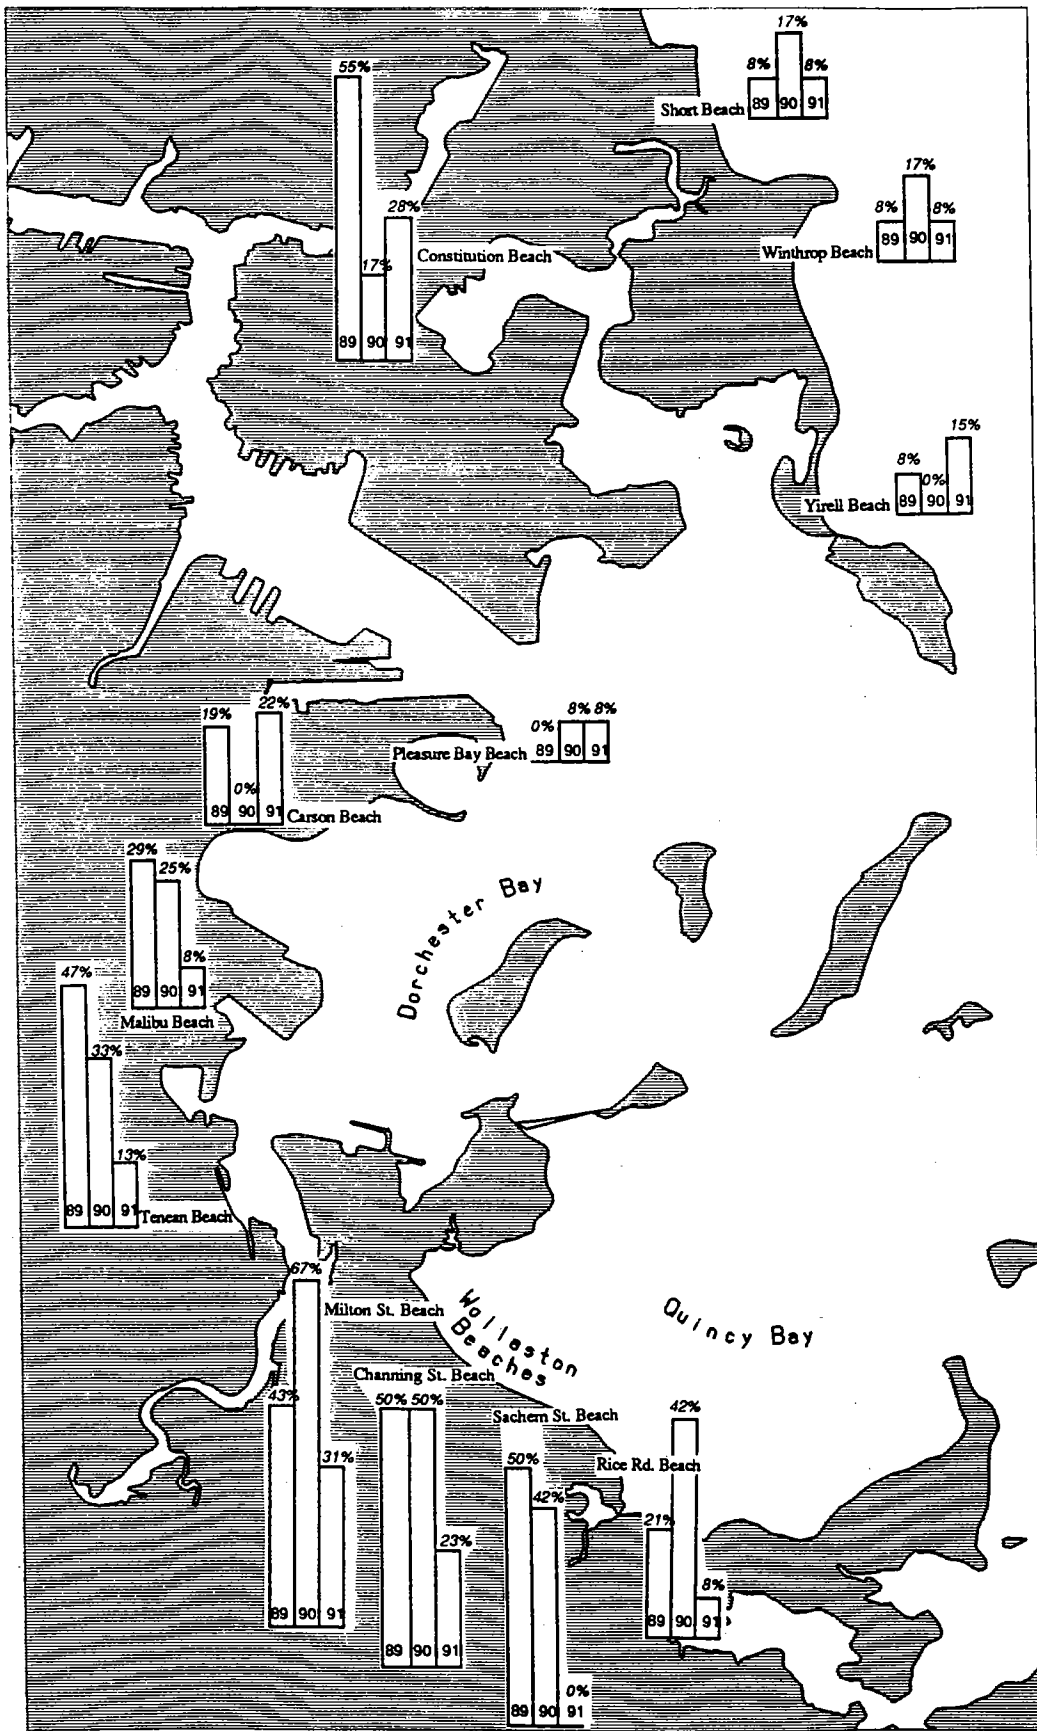 17%
8% 8%
Short Beach 89 90 91
55%
28%
17%
Constitution Beach
89 90 91
17%
8% 8%
Winthrop Beach 89 90 91
15%
8%
0%
Yirell Beach 89 90 91
19% 22%
0%
89 90 91
Carson Beach
0% 8% 8%
Pleasure Bay Beach 89 90 91
29%
25%
8%
89 90 91
Malibu Beach
Dorchester Bay
47%
33%
13%
89 90 91
Tenean Beach
67%
Milton St. Beach
43%
31%
89 90 91
Wollaston
Beaches
Quincy Bay
Channing St. Beach
50% 50%
23%
89 90 91
Sachem St. Beach
50%
42%
0%
89 90 91
42%
Rice Rd. Beach
21%
8%
89 90 91